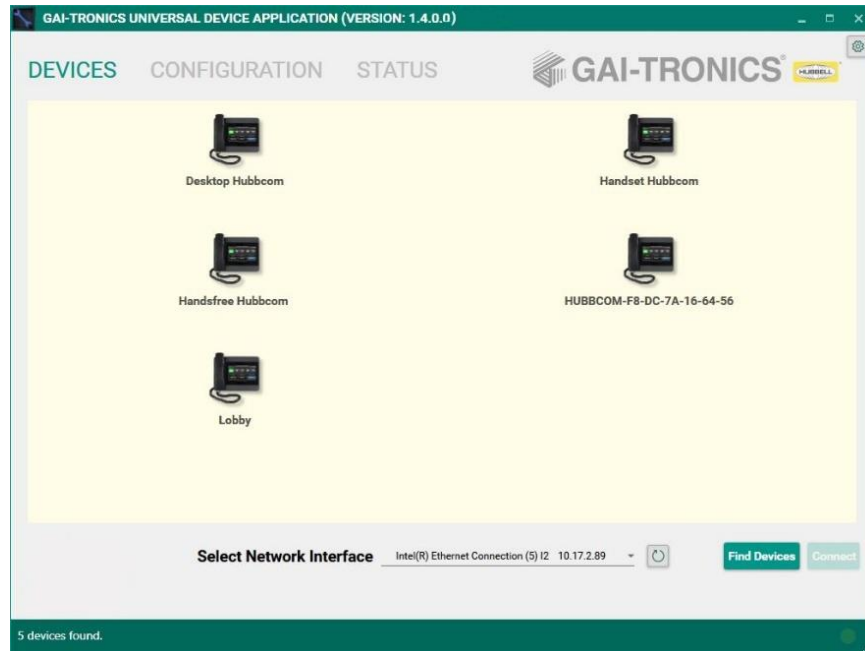 GAI-TRONICS UNIVERSAL DEVICE APPLICATION (VERSION: 1.4.0.0)
DEVICES CONFIGURATION STATUS
GAI-TRONICS® HUBBELL
Desktop Hubbcom
Handset Hubbcom
Handsfree Hubbcom
HUBBCOM-F8-DC-7A-16-64-56
Lobby
Select Network Interface Intel(R) Ethernet Connection (5) I2 10.17.2.89 Find Devices Connect
5 devices found.